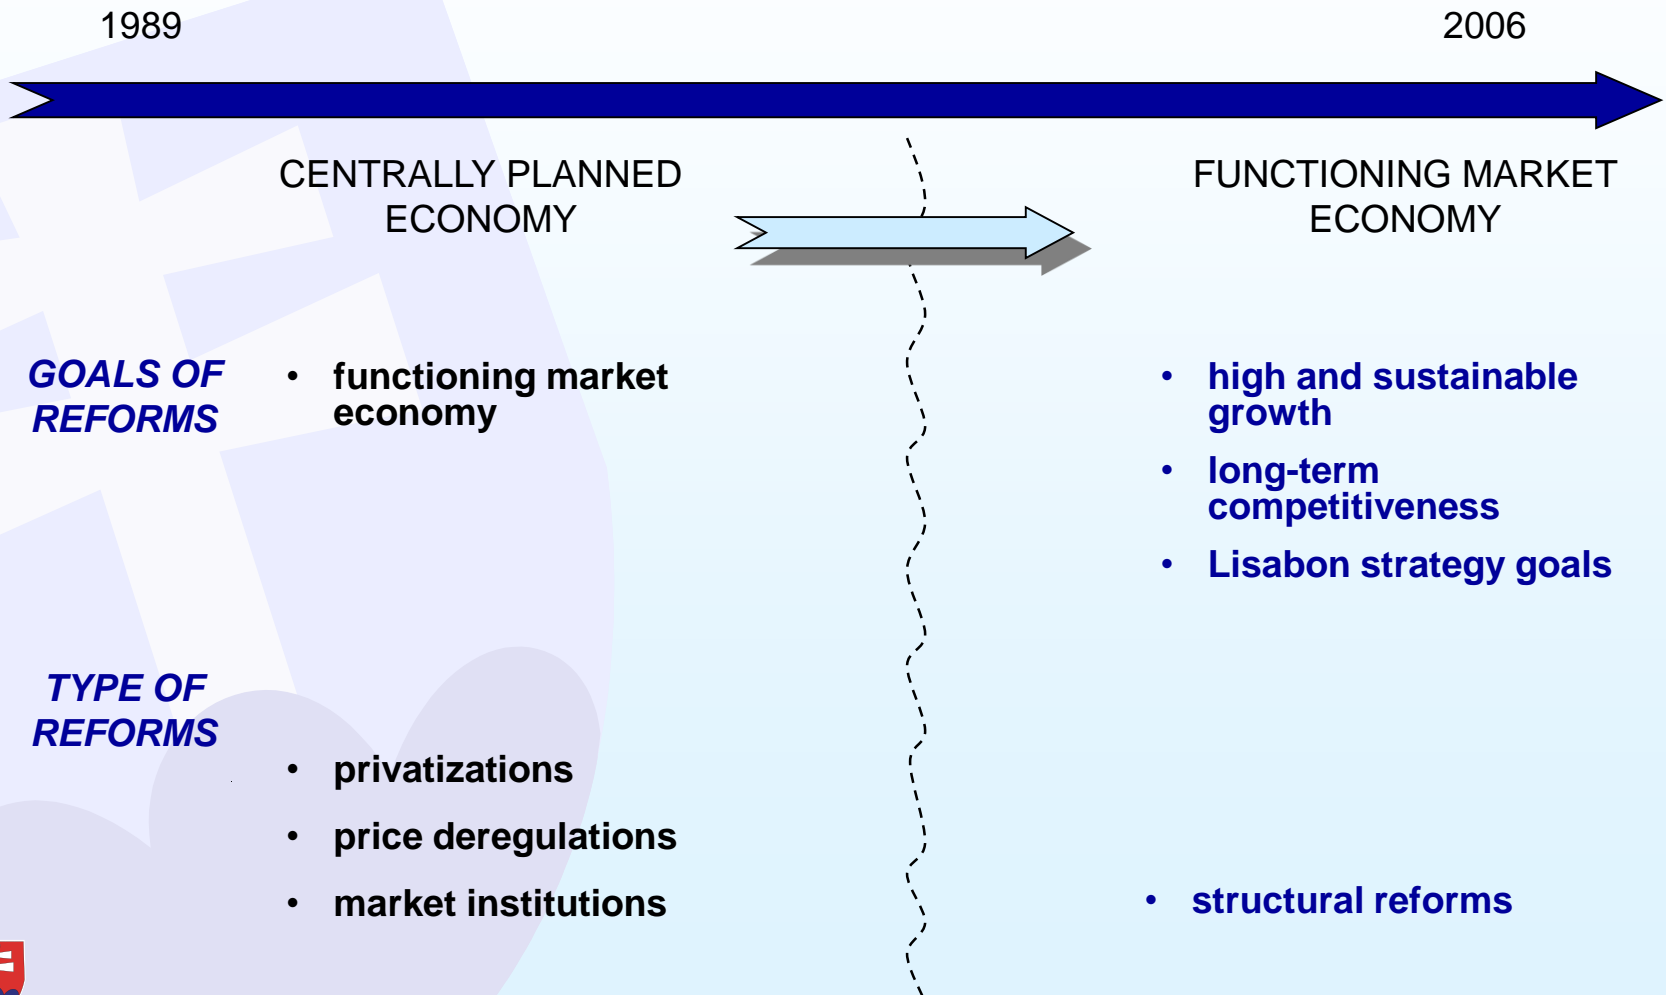 1989
2006
CENTRALLY PLANNED
ECONOMY
FUNCTIONING MARKET
ECONOMY
GOALS OF
REFORMS
• functioning market
economy
• high and sustainable
growth
• long-term
competitiveness
• Lisabon strategy goals
TYPE OF
REFORMS
• privatizations
• price deregulations
• market institutions
• structural reforms